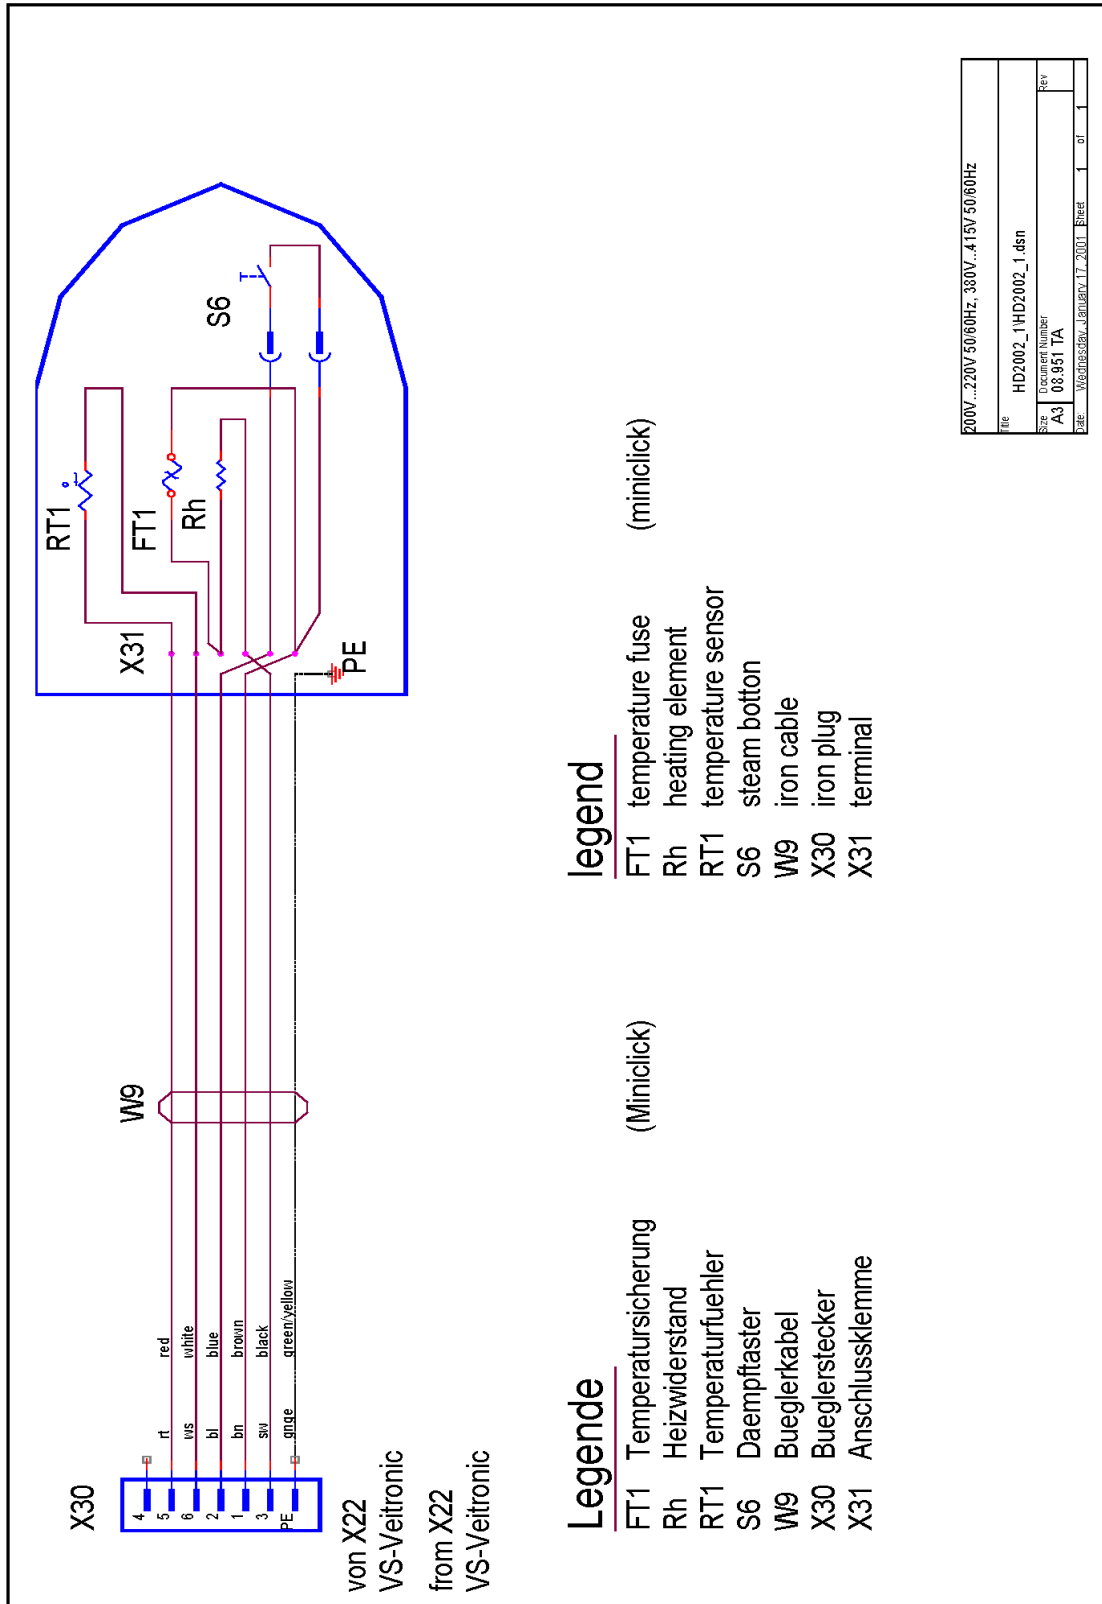 X30
4
5
6
2
1
3
PE
rt red
ws white
bl blue
bn brown
sw black
gnge green/yellow
von X22
VS-Veitronic
from X22
VS-Veitronic
W9
X31
RT1
FT1
Rh
S6
PE
Legende
FT1 Temperatursicherung (Miniclick)
Rh Heizwiderstand
RT1 Temperaturfuehler
S6 Daempftaster
W9 Bueglerkabel
X30 Bueglerstecker
X31 Anschlussklemme
legend
FT1 temperature fuse (miniclick)
Rh heating element
RT1 temperature sensor
S6 steam botton
W9 iron cable
X30 iron plug
X31 terminal
200V...220V 50/60Hz, 380V...415V 50/60Hz
Title
HD2002_1\HD2002_1.dsn
Size Document Number Rev
A3 08.951 TA
Date: Wednesday, January 17, 2001 Sheet 1 of 1